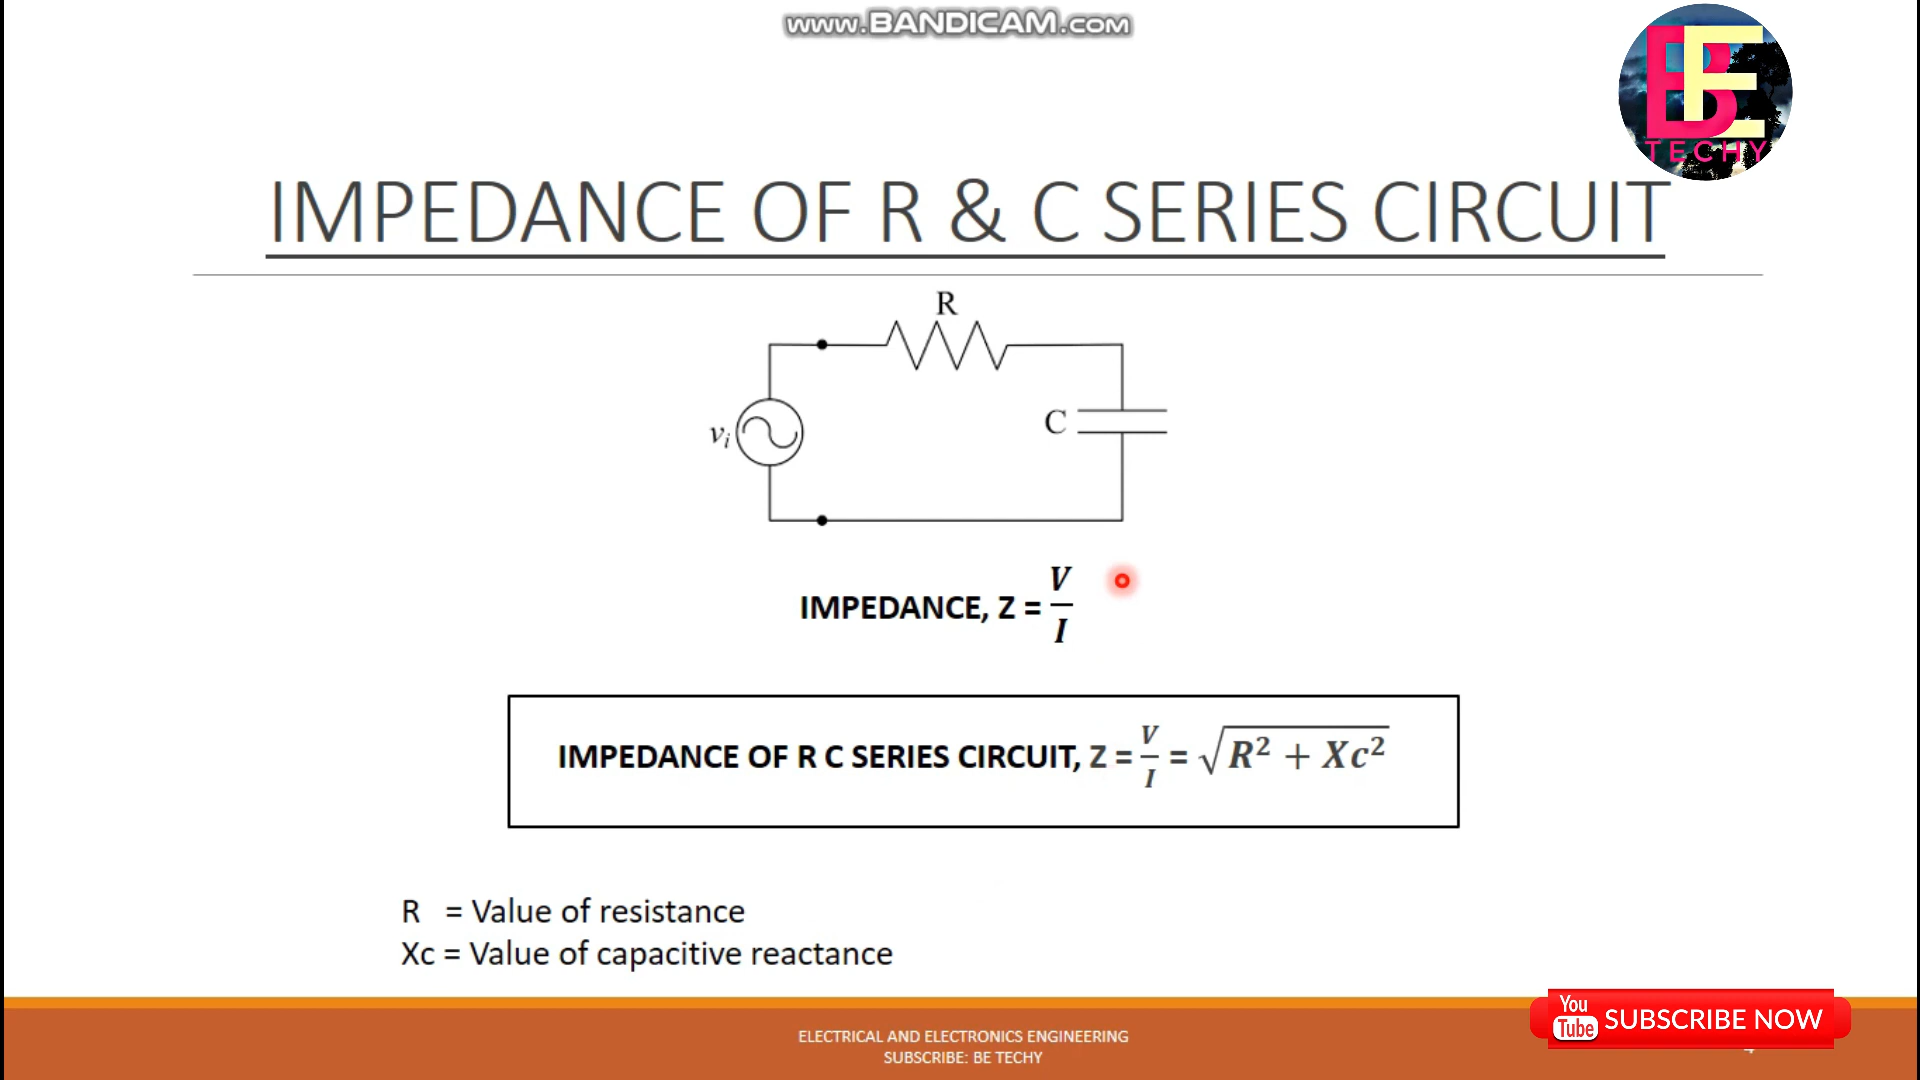 www.BANDICAM.com
BE
TECHY
IMPEDANCE OF R & C SERIES CIRCUIT
R
C
vᵢ
IMPEDANCE, Z = V/I
IMPEDANCE OF R C SERIES CIRCUIT, Z = V/I = √(R² + Xc²)
R = Value of resistance
Xc = Value of capacitive reactance
You
Tube SUBSCRIBE NOW
ELECTRICAL AND ELECTRONICS ENGINEERING
SUBSCRIBE: BE TECHY